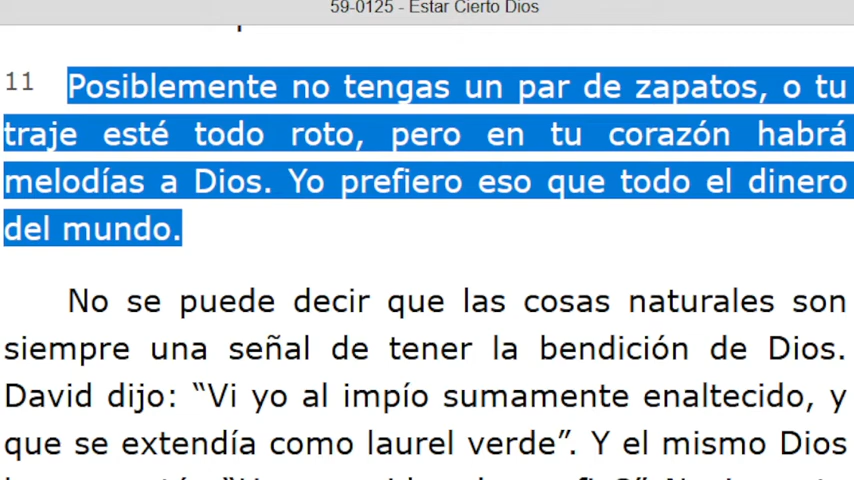 59-0125 - Estar Cierto Dios
11 Posiblemente no tengas un par de zapatos, o tu
traje esté todo roto, pero en tu corazón habrá
melodías a Dios. Yo prefiero eso que todo el dinero
del mundo.
No se puede decir que las cosas naturales son
siempre una señal de tener la bendición de Dios.
David dijo: “Vi yo al impío sumamente enaltecido, y
que se extendía como laurel verde”. Y el mismo Dios